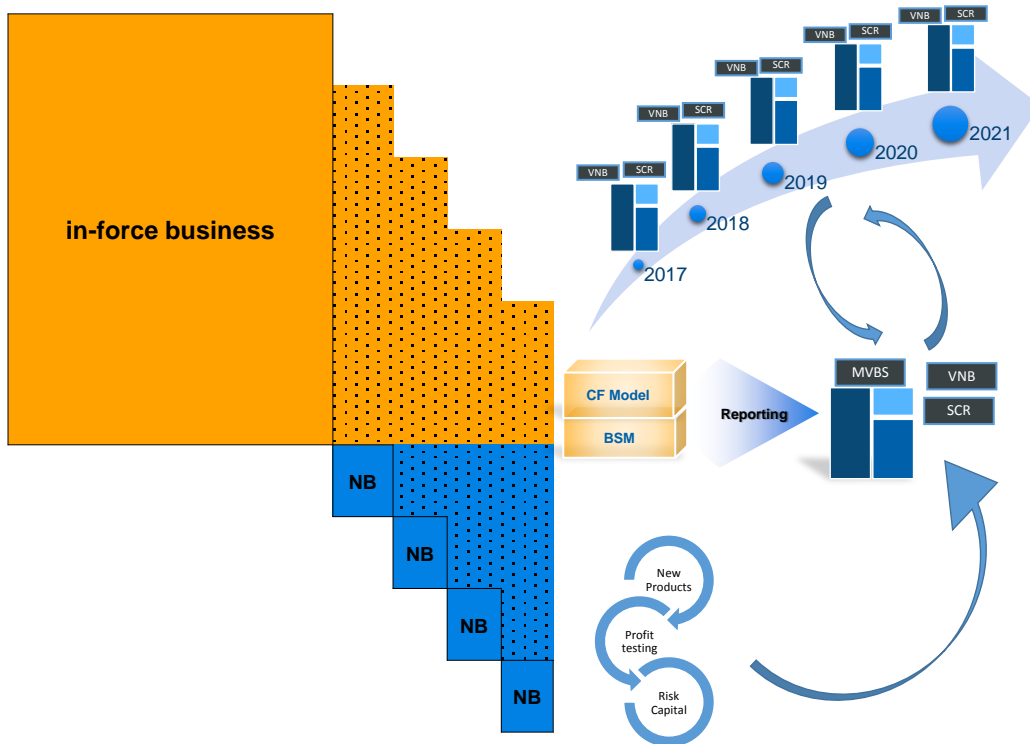 VNB
SCR
2021
VNB
SCR
2020
VNB
SCR
2019
VNB
SCR
2018
VNB
SCR
2017
in-force business
CF Model
BSM
Reporting
MVBS
VNB
SCR
NB
NB
NB
NB
New
Products
Profit
testing
Risk
Capital